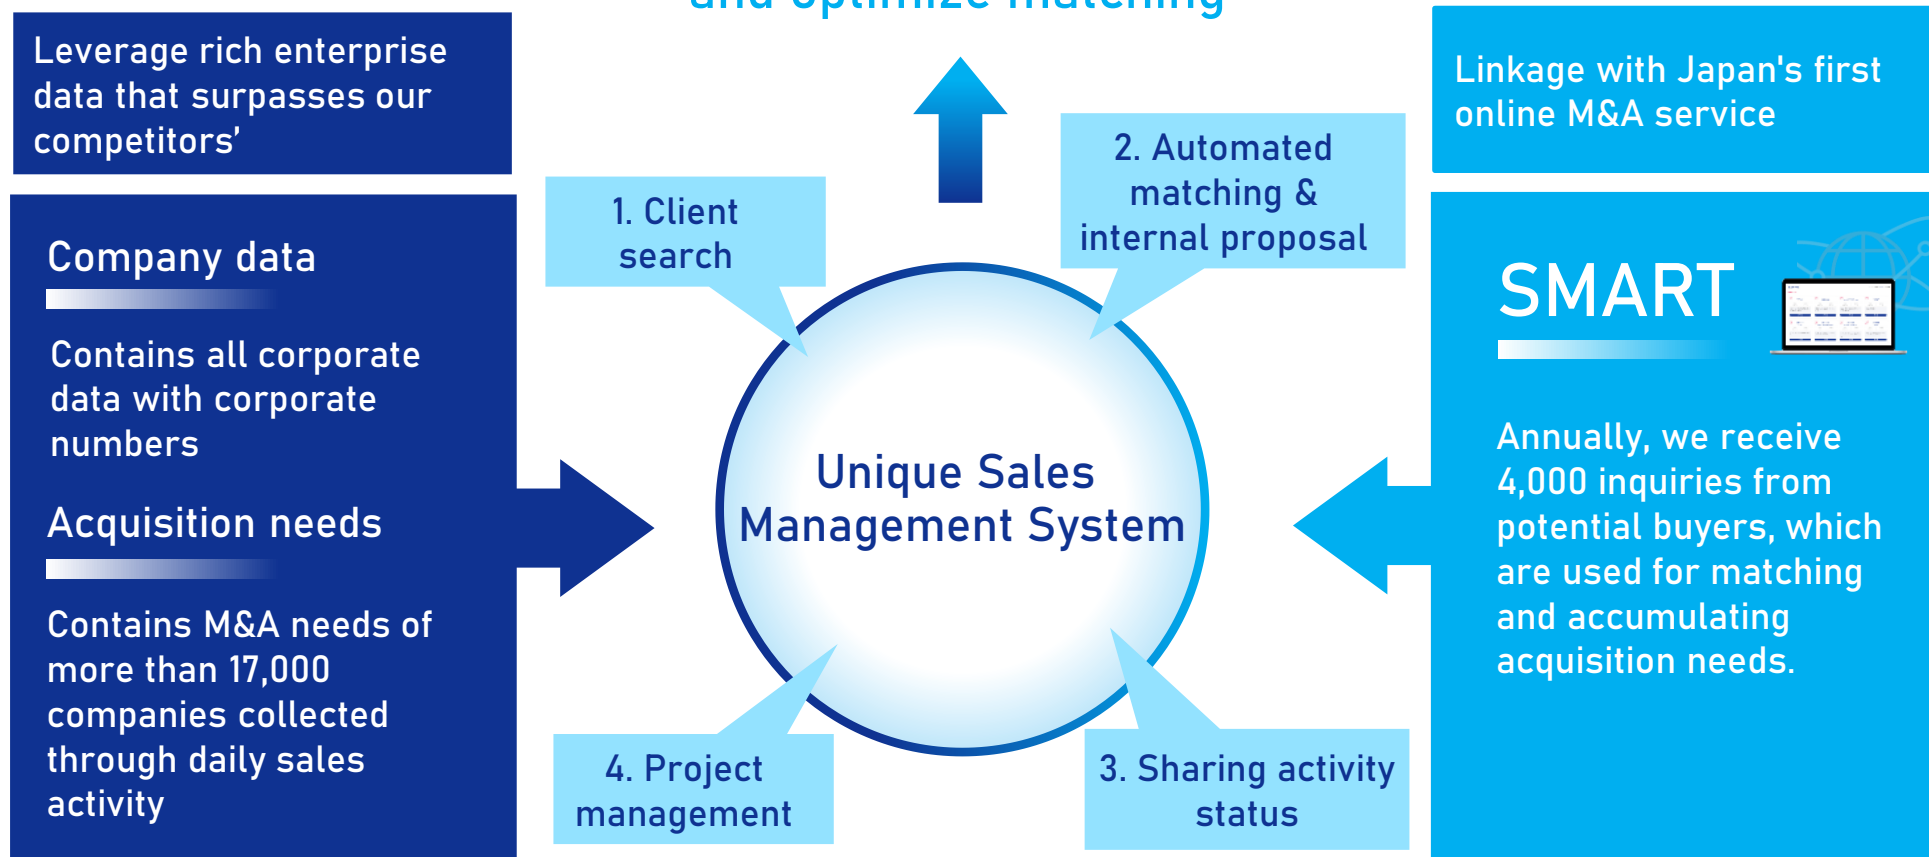 and optimize matching
Leverage rich enterprise
data that surpasses our
competitors’
Linkage with Japan's first
online M&A service
1. Client
search
2. Automated
matching &
internal proposal
Company data
Contains all corporate
data with corporate
numbers
Acquisition needs
Contains M&A needs of
more than 17,000
companies collected
through daily sales
activity
Unique Sales
Management System
SMART
Annually, we receive
4,000 inquiries from
potential buyers, which
are used for matching
and accumulating
acquisition needs.
4. Project
management
3. Sharing activity
status